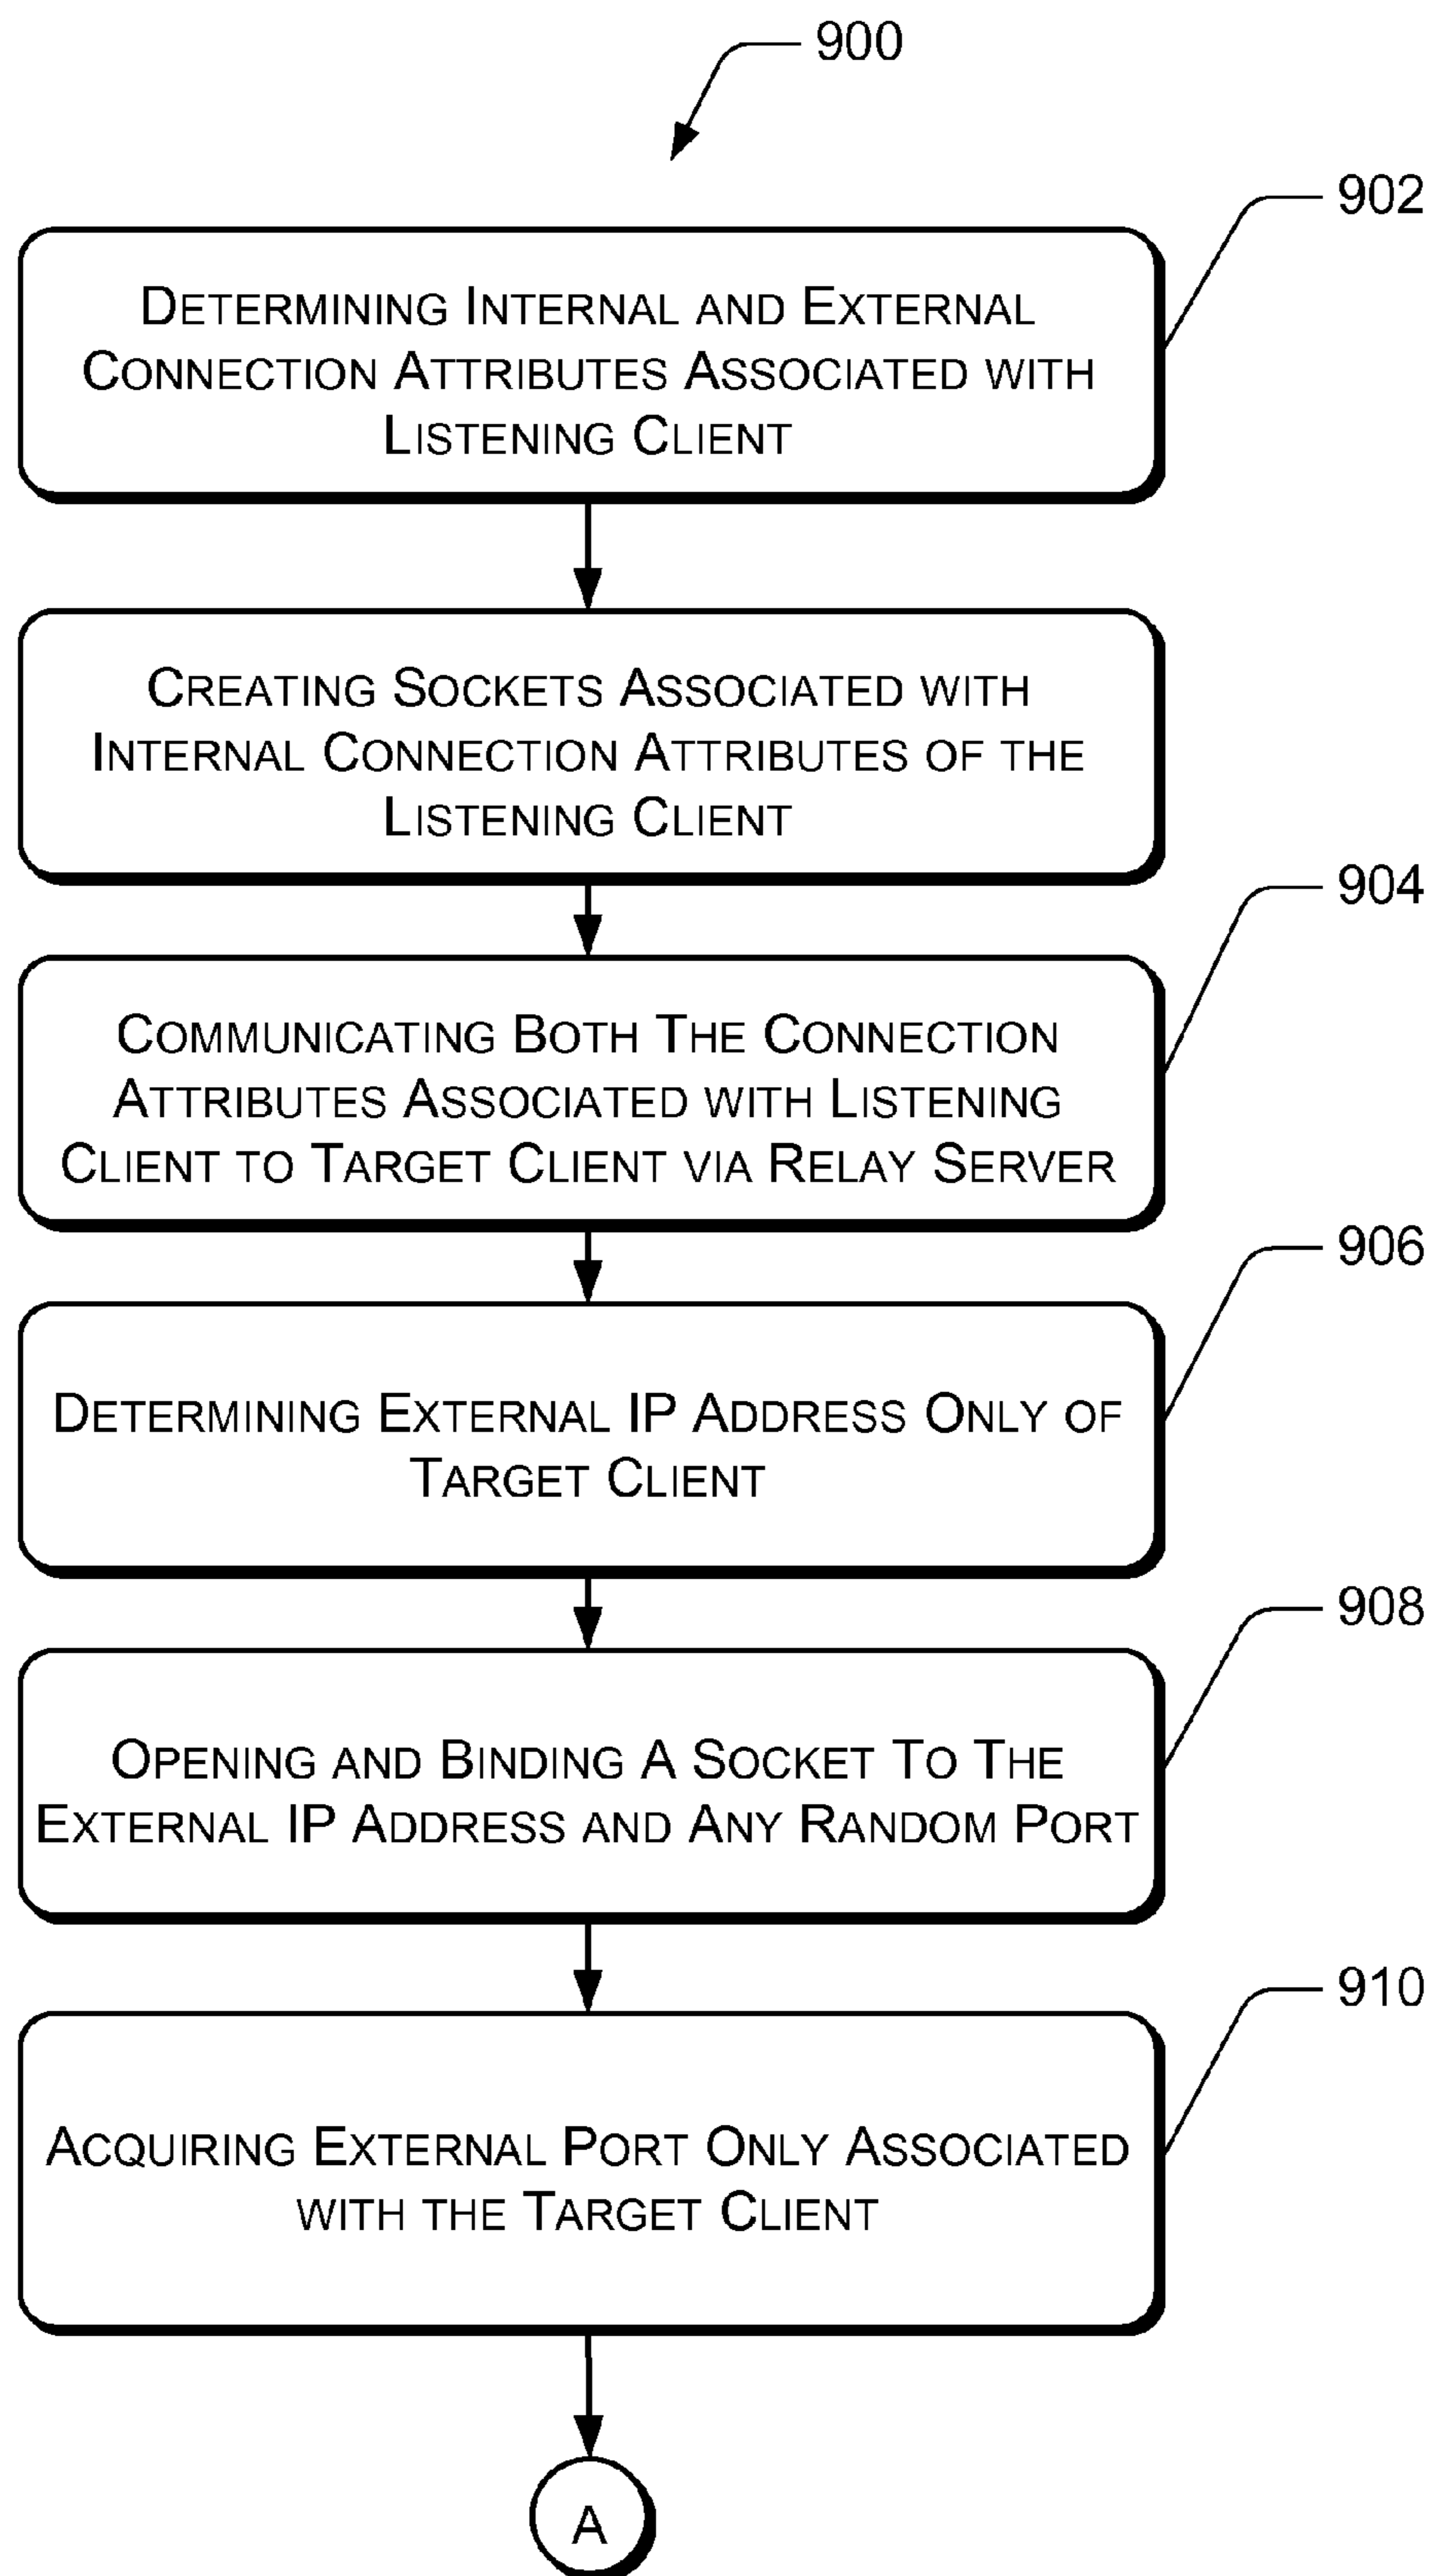 900
902
DETERMINING INTERNAL AND EXTERNAL
CONNECTION ATTRIBUTES ASSOCIATED WITH
LISTENING CLIENT
CREATING SOCKETS ASSOCIATED WITH
INTERNAL CONNECTION ATTRIBUTES OF THE
LISTENING CLIENT
904
COMMUNICATING BOTH THE CONNECTION
ATTRIBUTES ASSOCIATED WITH LISTENING
CLIENT TO TARGET CLIENT VIA RELAY SERVER
906
DETERMINING EXTERNAL IP ADDRESS ONLY OF
TARGET CLIENT
908
OPENING AND BINDING A SOCKET TO THE
EXTERNAL IP ADDRESS AND ANY RANDOM PORT
910
ACQUIRING EXTERNAL PORT ONLY ASSOCIATED
WITH THE TARGET CLIENT
A